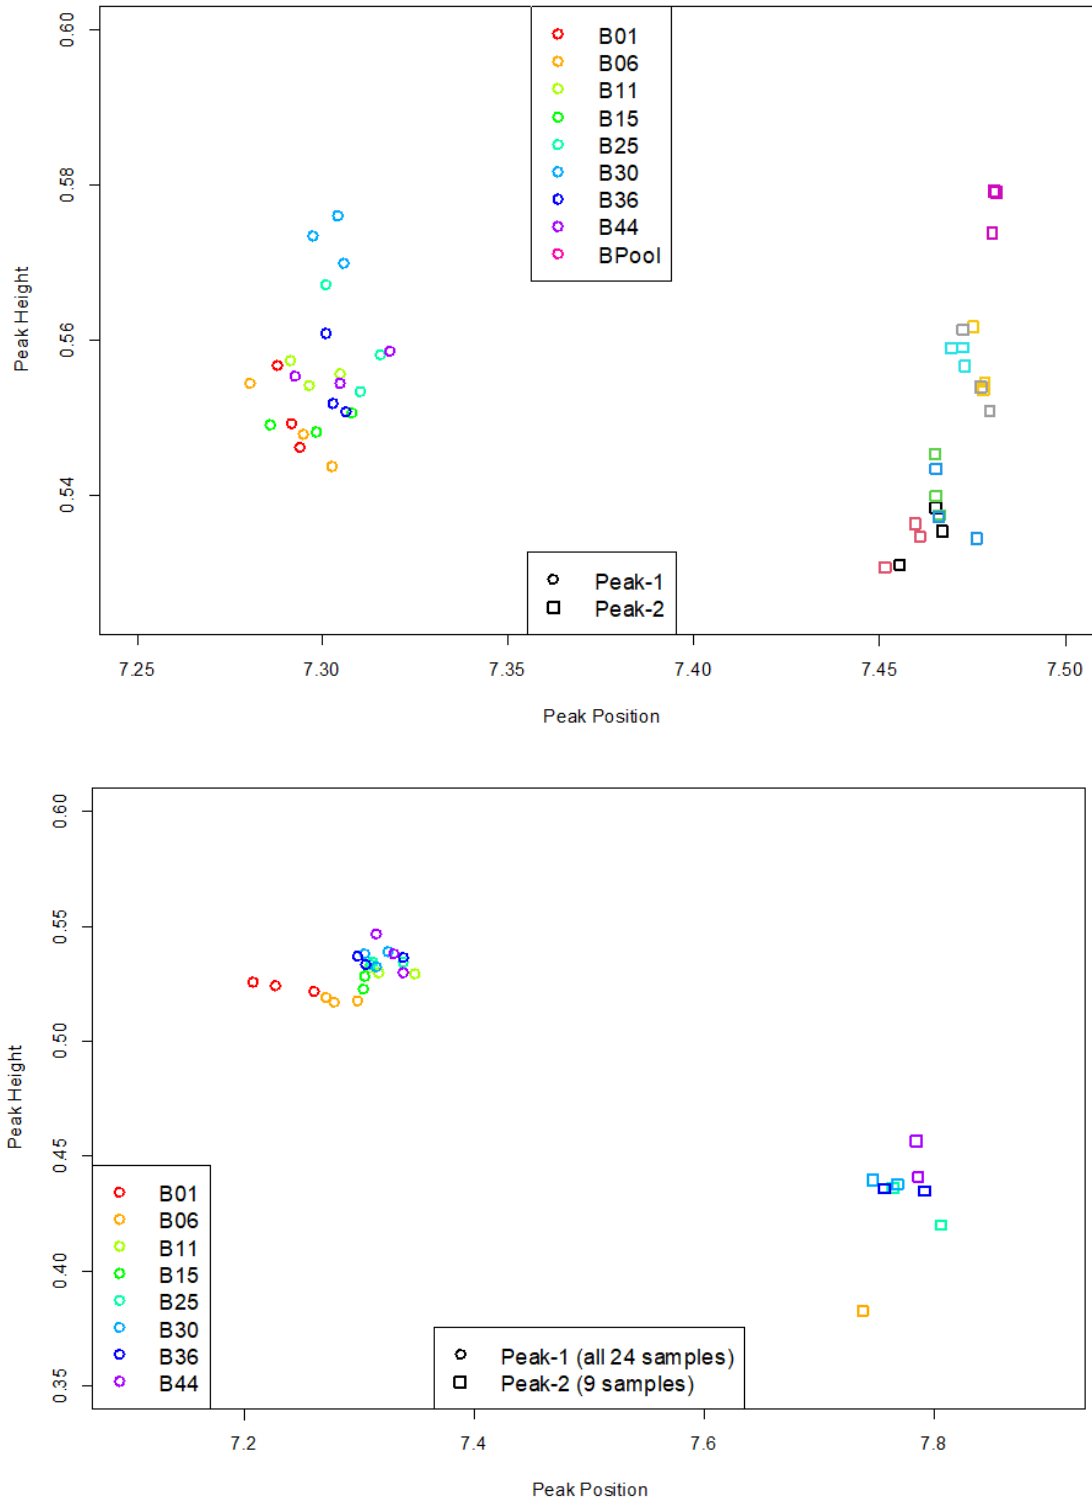 0.60
0.58
0.56
0.54
Peak Height
B01
B06
B11
B15
B25
B30
B36
B44
BPool
Peak-1
Peak-2
7.25
7.30
7.35
7.40
7.45
7.50
Peak Position
0.60
0.55
0.50
0.45
0.40
0.35
Peak Height
B01
B06
B11
B15
B25
B30
B36
B44
Peak-1 (all 24 samples)
Peak-2 (9 samples)
7.2
7.4
7.6
7.8
Peak Position